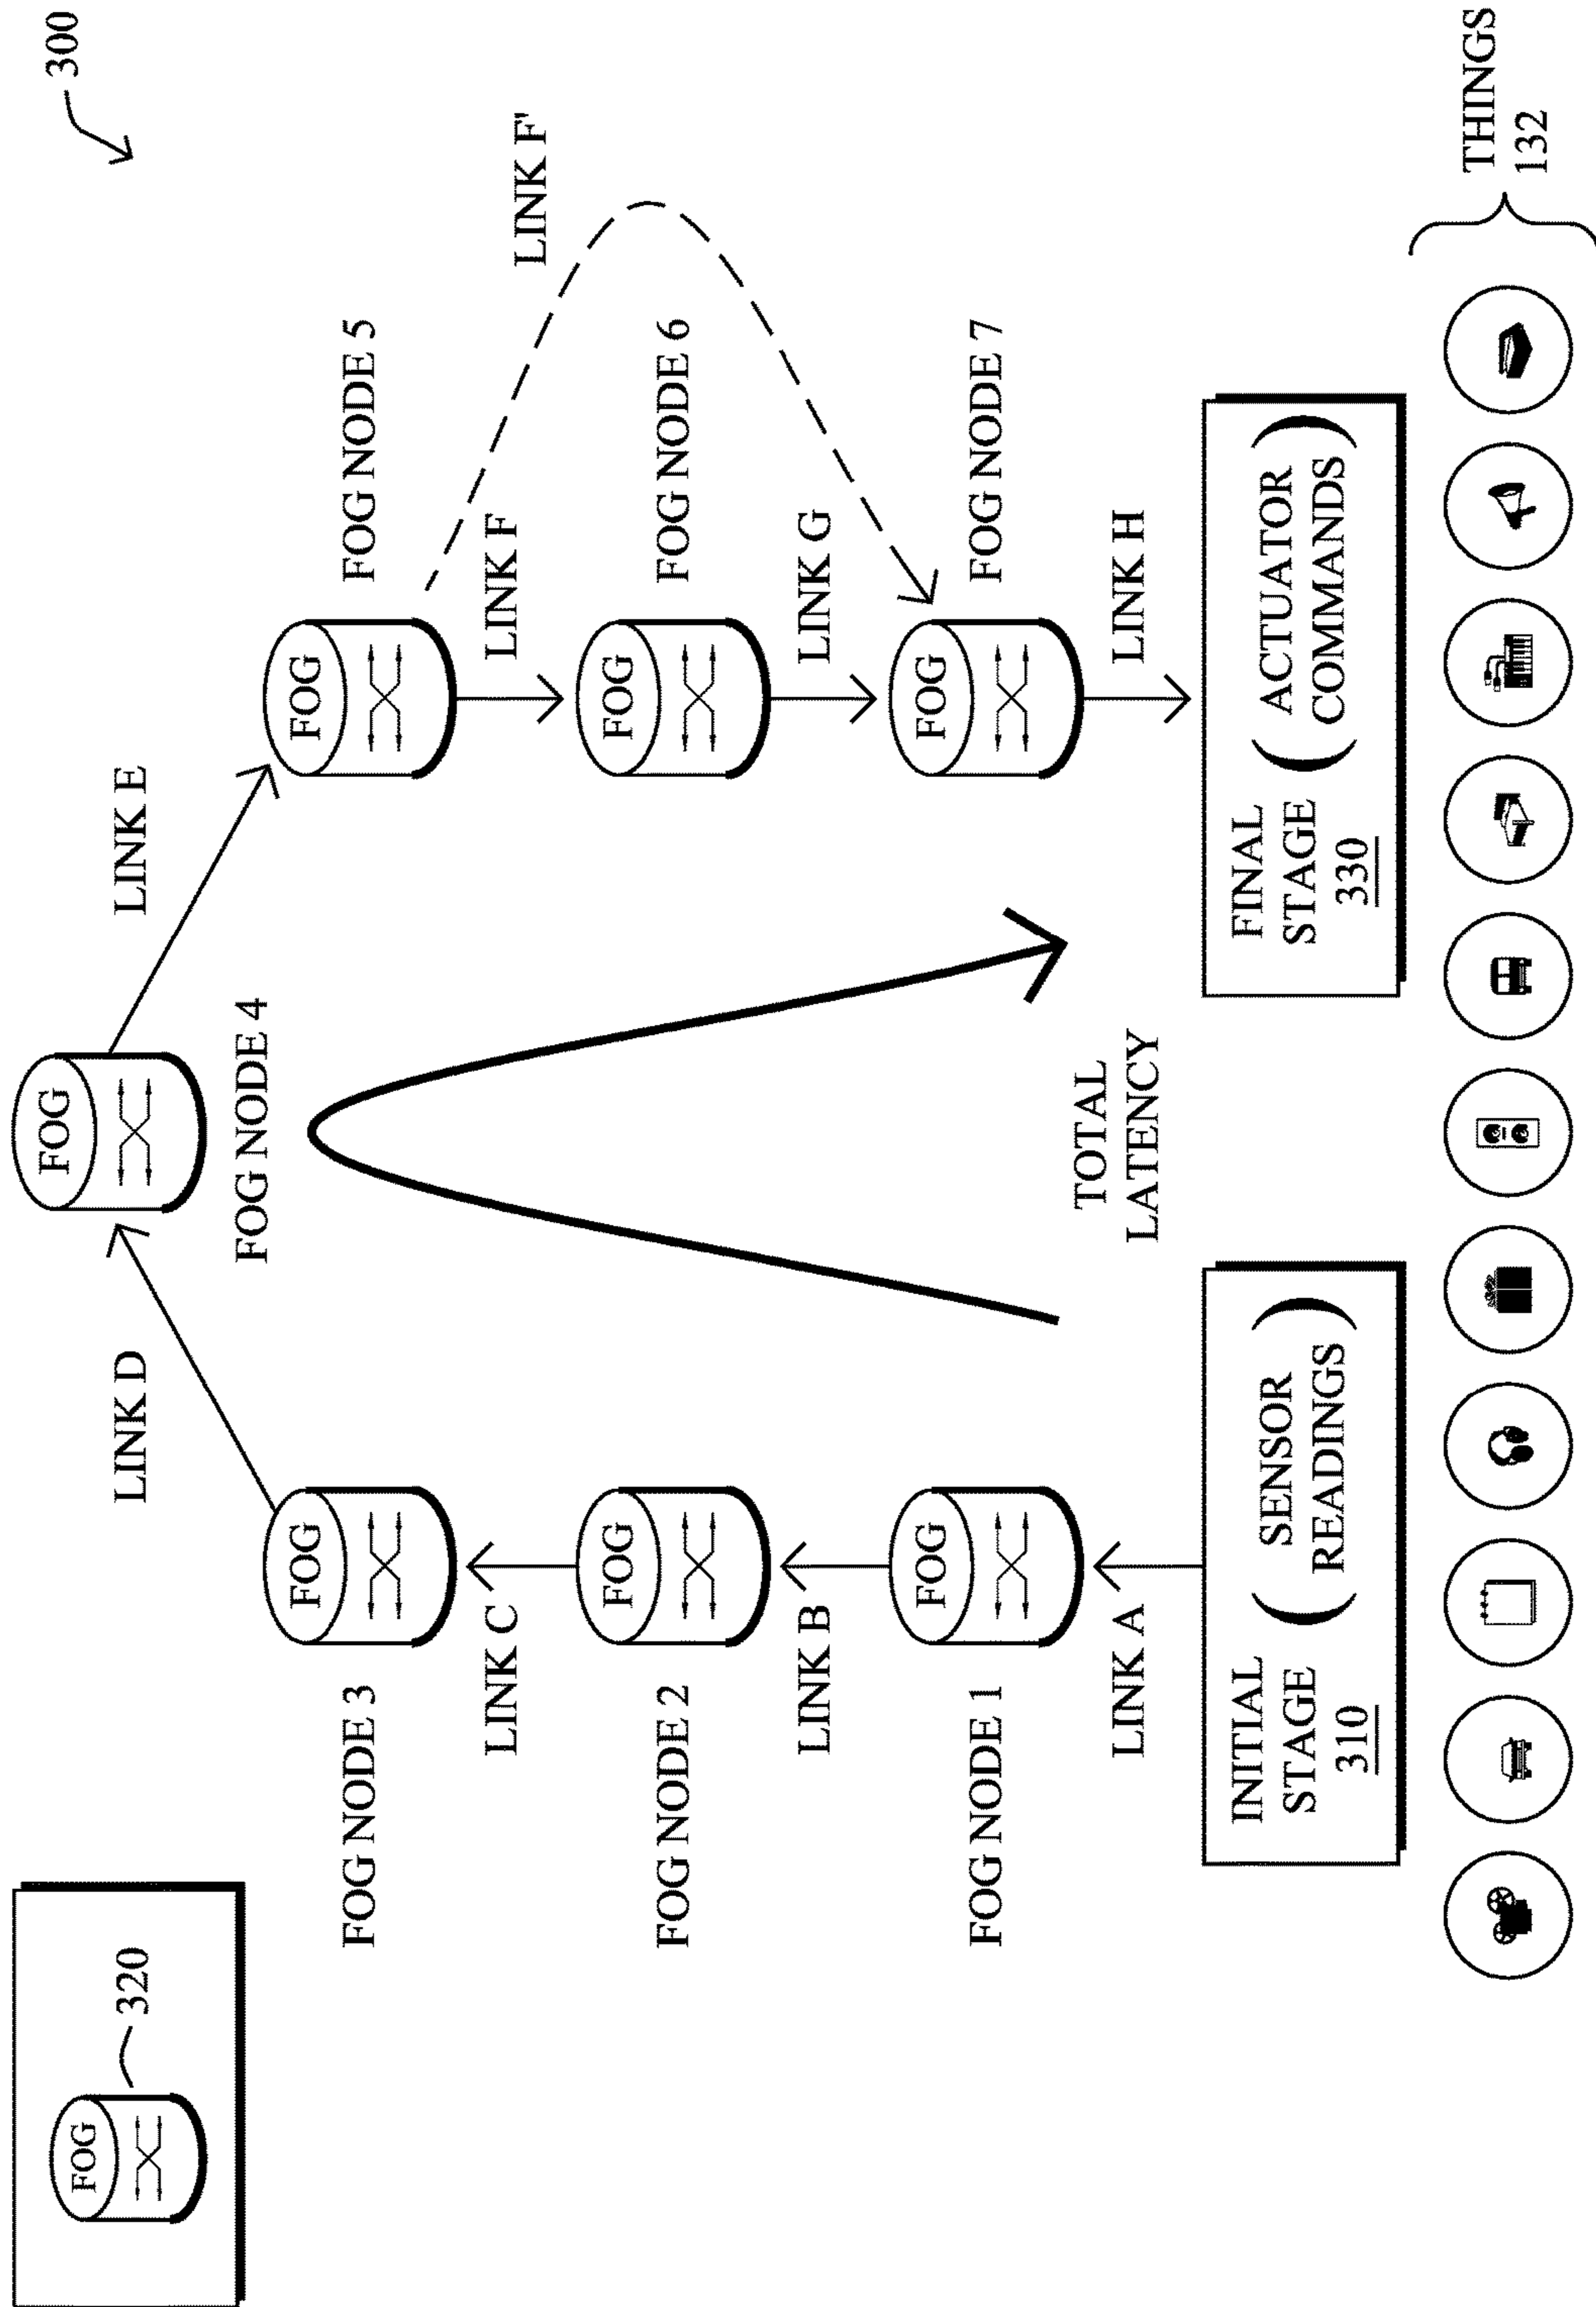 300
FOG
320
FOG
FOG NODE 4
LINK D
LINK E
FOG
FOG NODE 3
FOG
FOG NODE 5
LINK C
LINK F
LINK F'
FOG
FOG NODE 2
FOG
FOG NODE 6
LINK B
LINK G
FOG
FOG NODE 1
FOG
FOG NODE 7
LINK A
LINK H
TOTAL
LATENCY
INITIAL
STAGE
310
( SENSOR
READINGS )
FINAL
STAGE
330
( ACTUATOR
COMMANDS )
THINGS
132